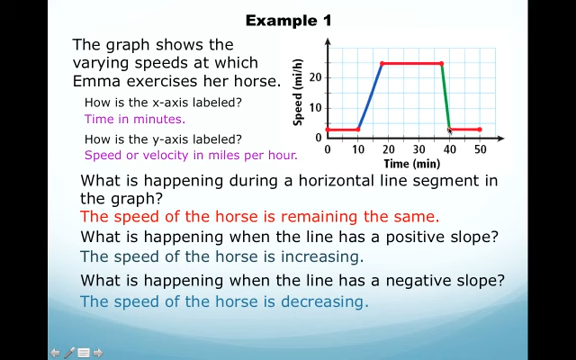 Example 1
The graph shows the
varying speeds at which
Emma exercises her horse.
How is the x-axis labeled?
Time in minutes.
How is the y-axis labeled?
Speed or velocity in miles per hour.
Speed (mi/h)
20
10
0
0 10 20 30 40 50
Time (min)
What is happening during a horizontal line segment in
the graph?
The speed of the horse is remaining the same.
What is happening when the line has a positive slope?
The speed of the horse is increasing.
What is happening when the line has a negative slope?
The speed of the horse is decreasing.